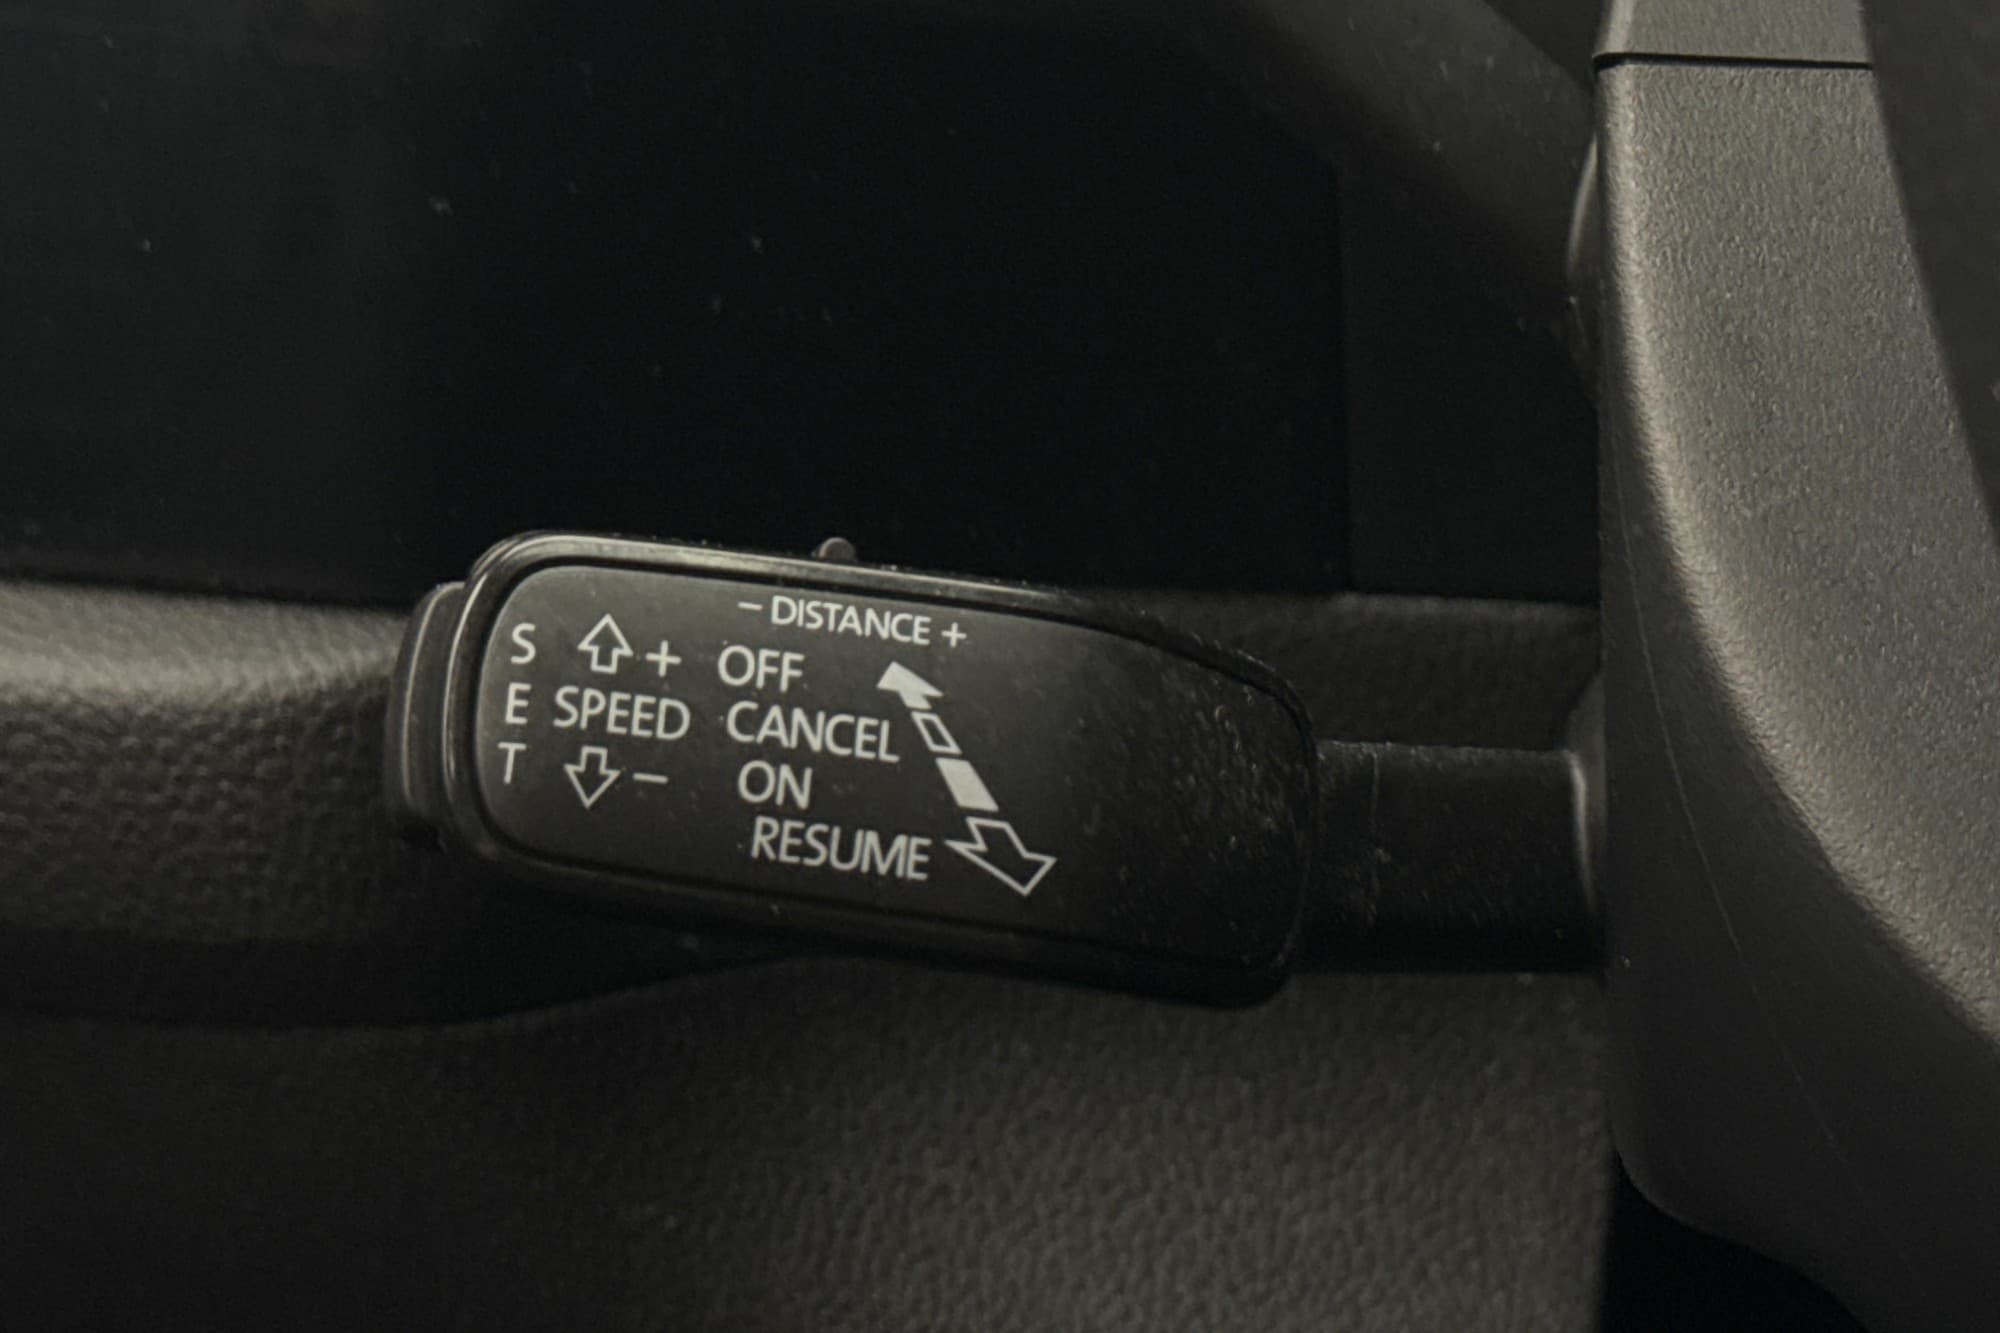 − DISTANCE +
S + OFF
E SPEED CANCEL
T − ON
RESUME